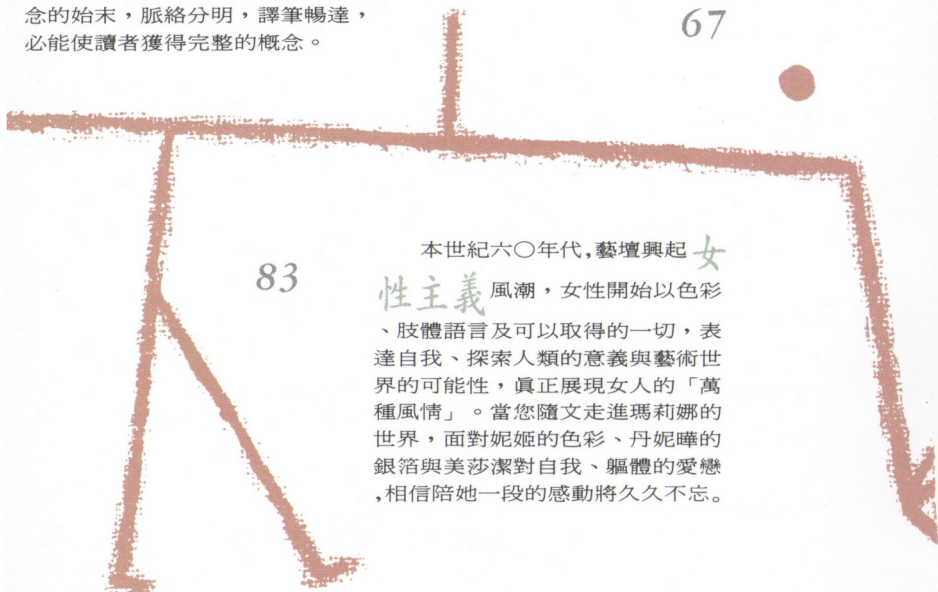 念的始末，脈絡分明，譯筆暢達，
必能使讀者獲得完整的概念。
67
83
本世紀六〇年代,藝壇興起女
性主義風潮，女性開始以色彩
、肢體語言及可以取得的一切，表
達自我、探索人類的意義與藝術世
界的可能性，眞正展現女人的「萬
種風情」。當您隨文走進瑪莉娜的
世界，面對妮姬的色彩、丹妮曄的
銀箔與美莎潔對自我、軀體的愛戀
,相信陪她一段的感動將久久不忘。